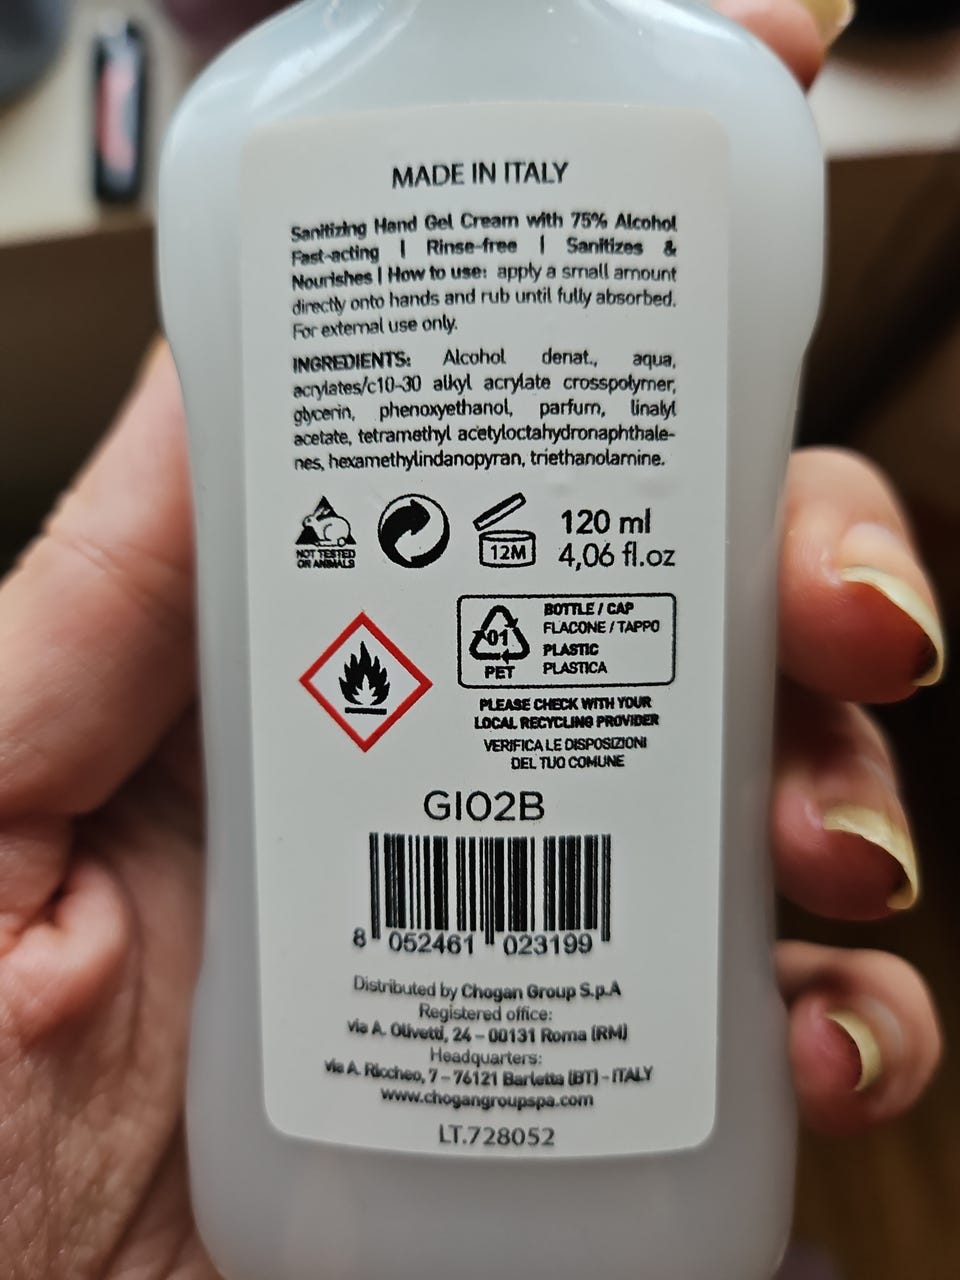 MADE IN ITALY
Sanitizing Hand Gel Cream with 75% Alcohol
Fast-acting | Rinse-free | Sanitizes &
Nourishes | How to use: apply a small amount
directly onto hands and rub until fully absorbed.
For external use only.
INGREDIENTS: Alcohol denat., aqua,
acrylates/c10-30 alkyl acrylate crosspolymer,
glycerin, phenoxyethanol, parfum, linalyl
acetate, tetramethyl acetyloctahydronaphthale-
nes, hexamethylindanopyran, triethanolamine.
NOT TESTED
ON ANIMALS
12M
120 ml
4,06 fl.oz
01
PET
BOTTLE / CAP
FLACONE / TAPPO
PLASTIC
PLASTICA
PLEASE CHECK WITH YOUR
LOCAL RECYCLING PROVIDER
VERIFICA LE DISPOSIZIONI
DEL TUO COMUNE
GI02B
8 052461 023199
Distributed by Chogan Group S.p.A
Registered office:
via A. Olivetti, 24 – 00131 Roma (RM)
Headquarters:
via A. Riccheo, 7 – 76121 Barletta (BT) - ITALY
www.chogangroupspa.com
LT.728052